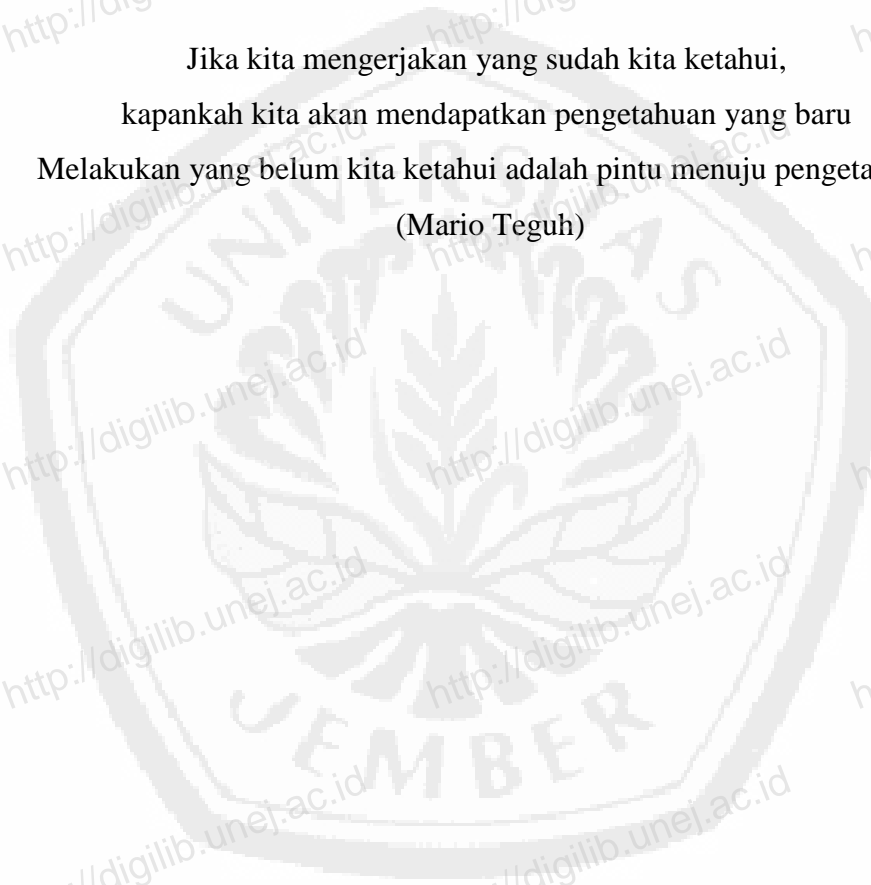 Jika kita mengerjakan yang sudah kita ketahui,
kapankah kita akan mendapatkan pengetahuan yang baru
Melakukan yang belum kita ketahui adalah pintu menuju
(Mario Teguh)
UNIVERSITAS
http://digilib.unej.ac.id
http://digilib.unej.ac.id
http://digilib.unej.ac.id
http://digilib.unej.ac.id
http://digilib.unej.ac.id
http://digilib.unej.ac.id
JEMBER